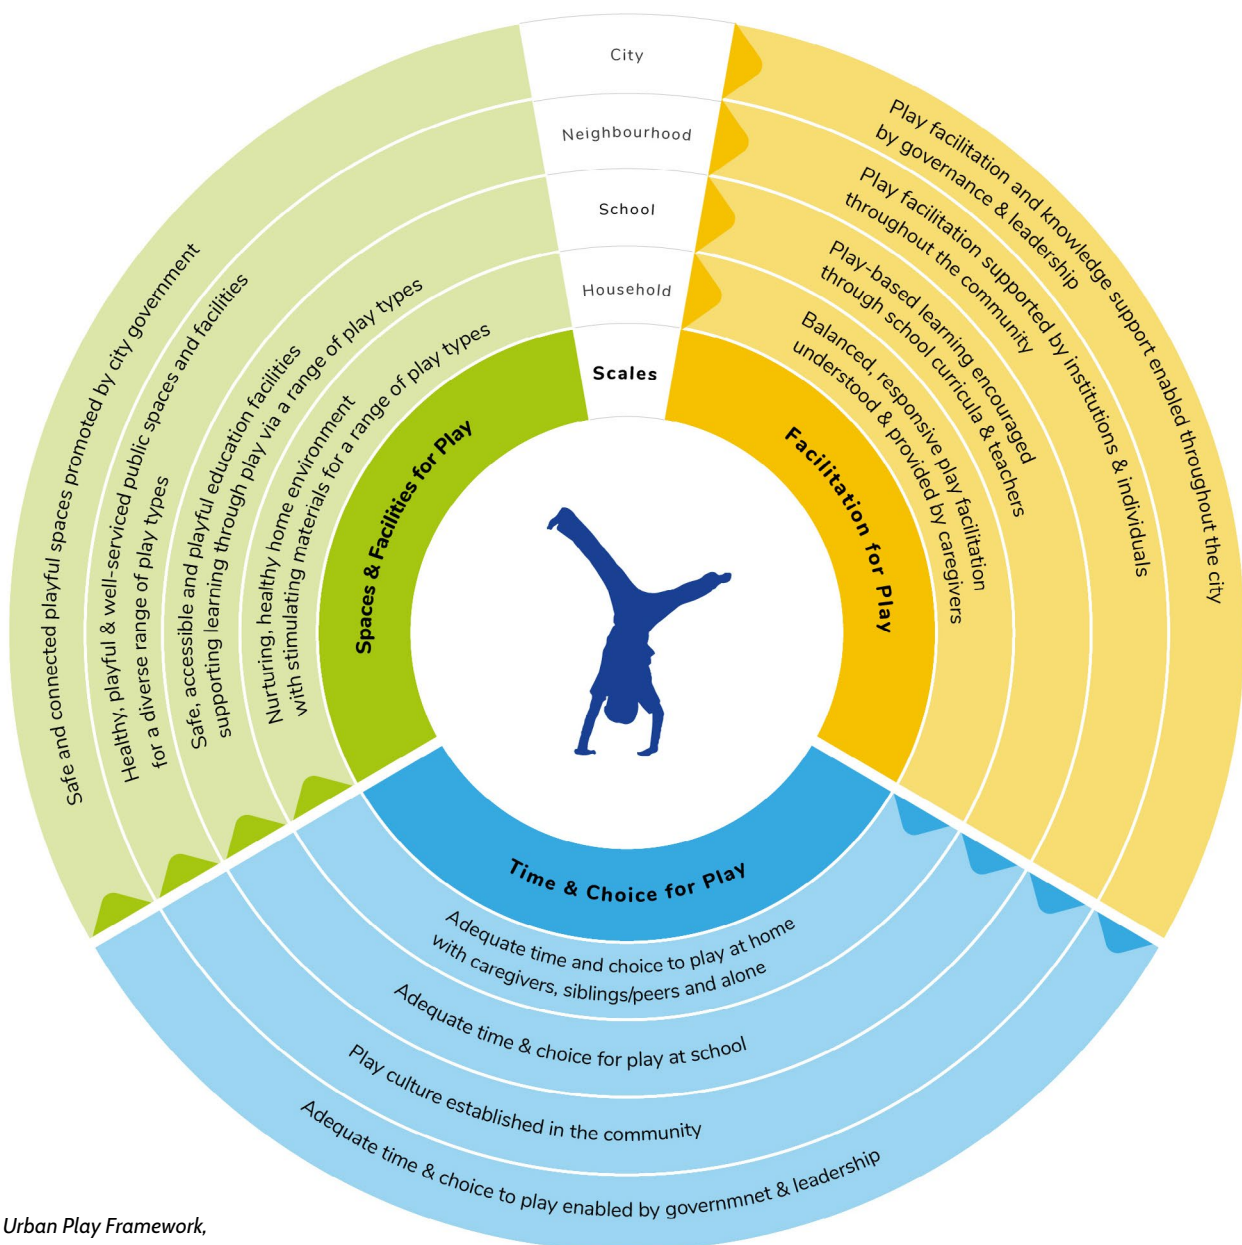 City
Neighbourhood
School
Household
Scales
Spaces & Facilities for Play
Safe and connected playful spaces promoted by city government
Healthy, playful & well-serviced public spaces and facilities
for a diverse range of play types
Safe, accessible and playful education facilities
supporting learning through play via a range of play types
Nurturing, healthy home environment
with stimulating materials for a range of play types
Facilitation for Play
Play facilitation and knowledge support enabled throughout the city
by governance & leadership
Play facilitation supported by institutions & individuals
throughout the community
Play-based learning encouraged
through school curricula & teachers
Balanced, responsive play facilitation
understood & provided by caregivers
Time & Choice for Play
Adequate time and choice to play at home
with caregivers, siblings/peers and alone
Adequate time & choice for play at school
Play culture established in the community
Adequate time & choice to play enabled by governmnet & leadership
Urban Play Framework,